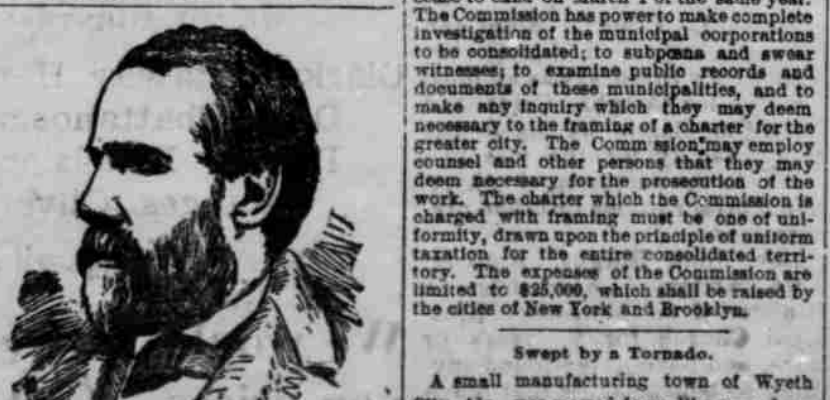 The Commission has power to make complete
investigation of the municipal corporations
to be consolidated; to subpœna and swear
witnesses; to examine public records and
documents of these municipalities, and to
make any inquiry which they may deem
necessary to the framing of a charter for the
greater city. The Comm ssion may employ
counsel and other persons that they may
deem necessary for the prosecution of the
work. The charter which the Commission is
charged with framing must be one of uni-
formity, drawn upon the principle of uniform
taxation for the entire consolidated terri-
tory. The expenses of the Commission are
limited to $25,000, which shall be raised by
the cities of New York and Brooklyn.
Swept by a Tornado.
A small manufacturing town of Wyeth